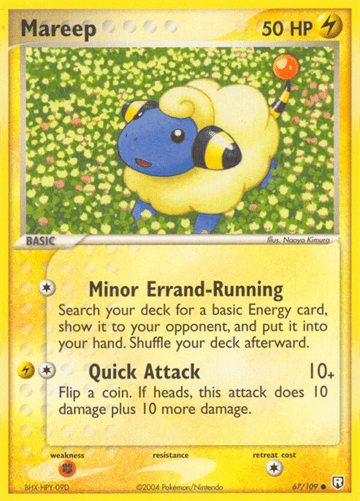 Mareep 50 HP
BASIC Illus. Naoyo Kimura
Minor Errand-Running
Search your deck for a basic Energy card,
show it to your opponent, and put it into
your hand. Shuffle your deck afterward.
Quick Attack 10+
Flip a coin. If heads, this attack does 10
damage plus 10 more damage.
weakness resistance retreat cost
BHX-HPY-09D ©2004 Pokémon/Nintendo 67/109 R